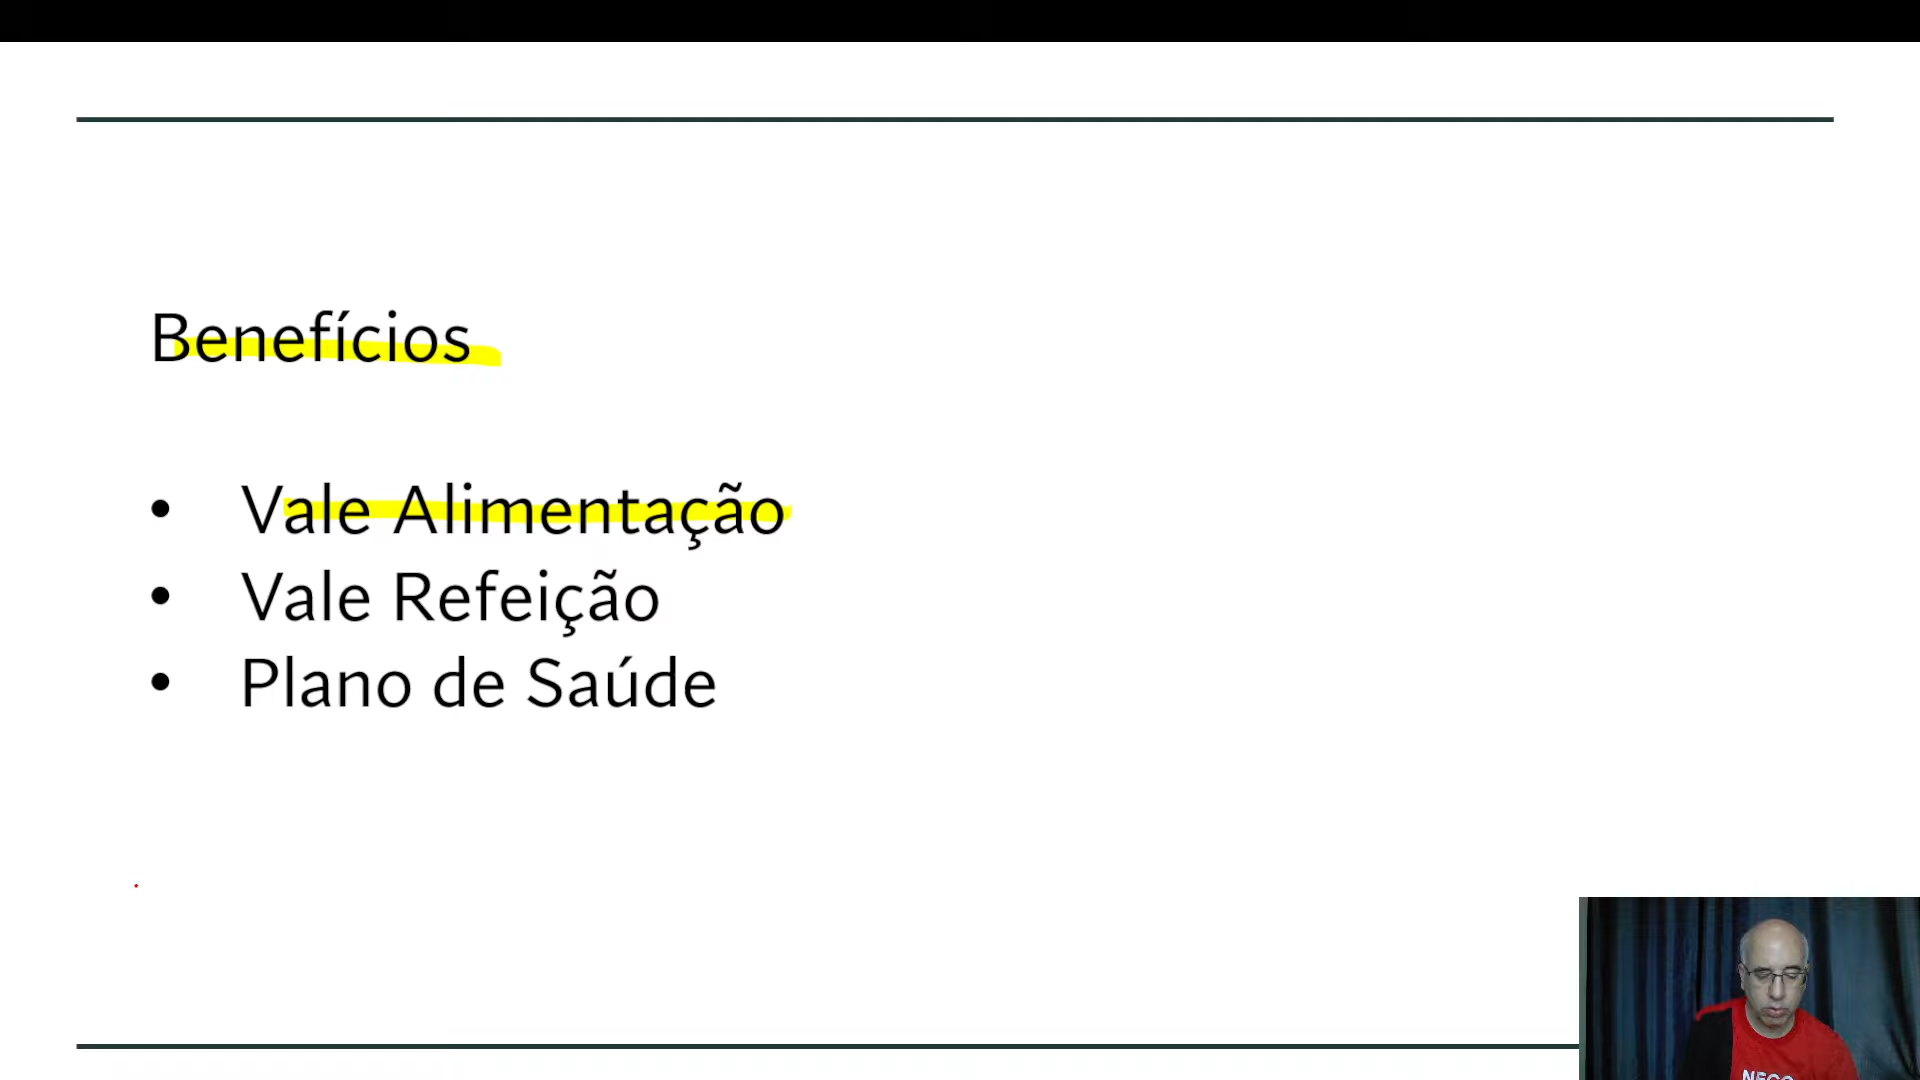 Benefícios
• Vale Alimentação
• Vale Refeição
• Plano de Saúde